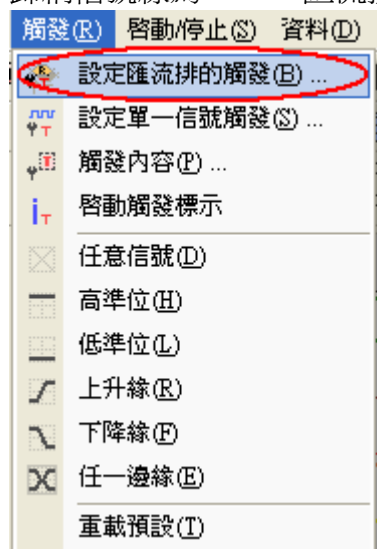 觸發(R) 啓動/停止(S) 資料(D)
設定匯流排的觸發(B) ...
設定單一信號觸發(S) ...
觸發內容(P) ...
啓動觸發標示
任意信號(D)
高準位(H)
低準位(L)
上升緣(R)
下降緣(F)
任一邊緣(E)
重載預設(T)